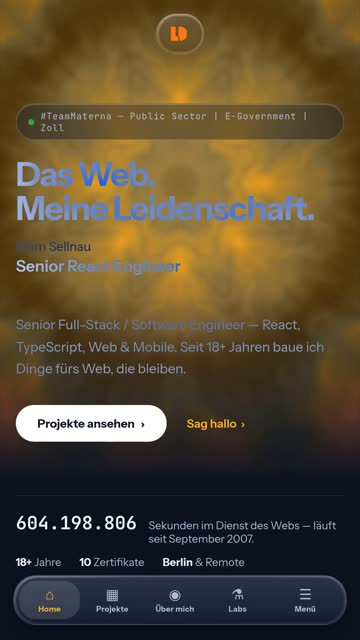 #TeamMaterna — Public Sector | E-Government |
Zoll
Das Web.
Meine Leidenschaft.
Sellnau
Senior React Engineer
Senior Full-Stack / Software Engineer — React,
TypeScript, Web & Mobile. Seit 18+ Jahren baue ich
Dinge fürs Web, die bleiben.
Projekte ansehen ›
Sag hallo ›
604.198.806 Sekunden im Dienst des Webs — läuft
seit September 2007.
18+ Jahre 10 Zertifikate Berlin & Remote
Home Projekte Über mich Labs Menü